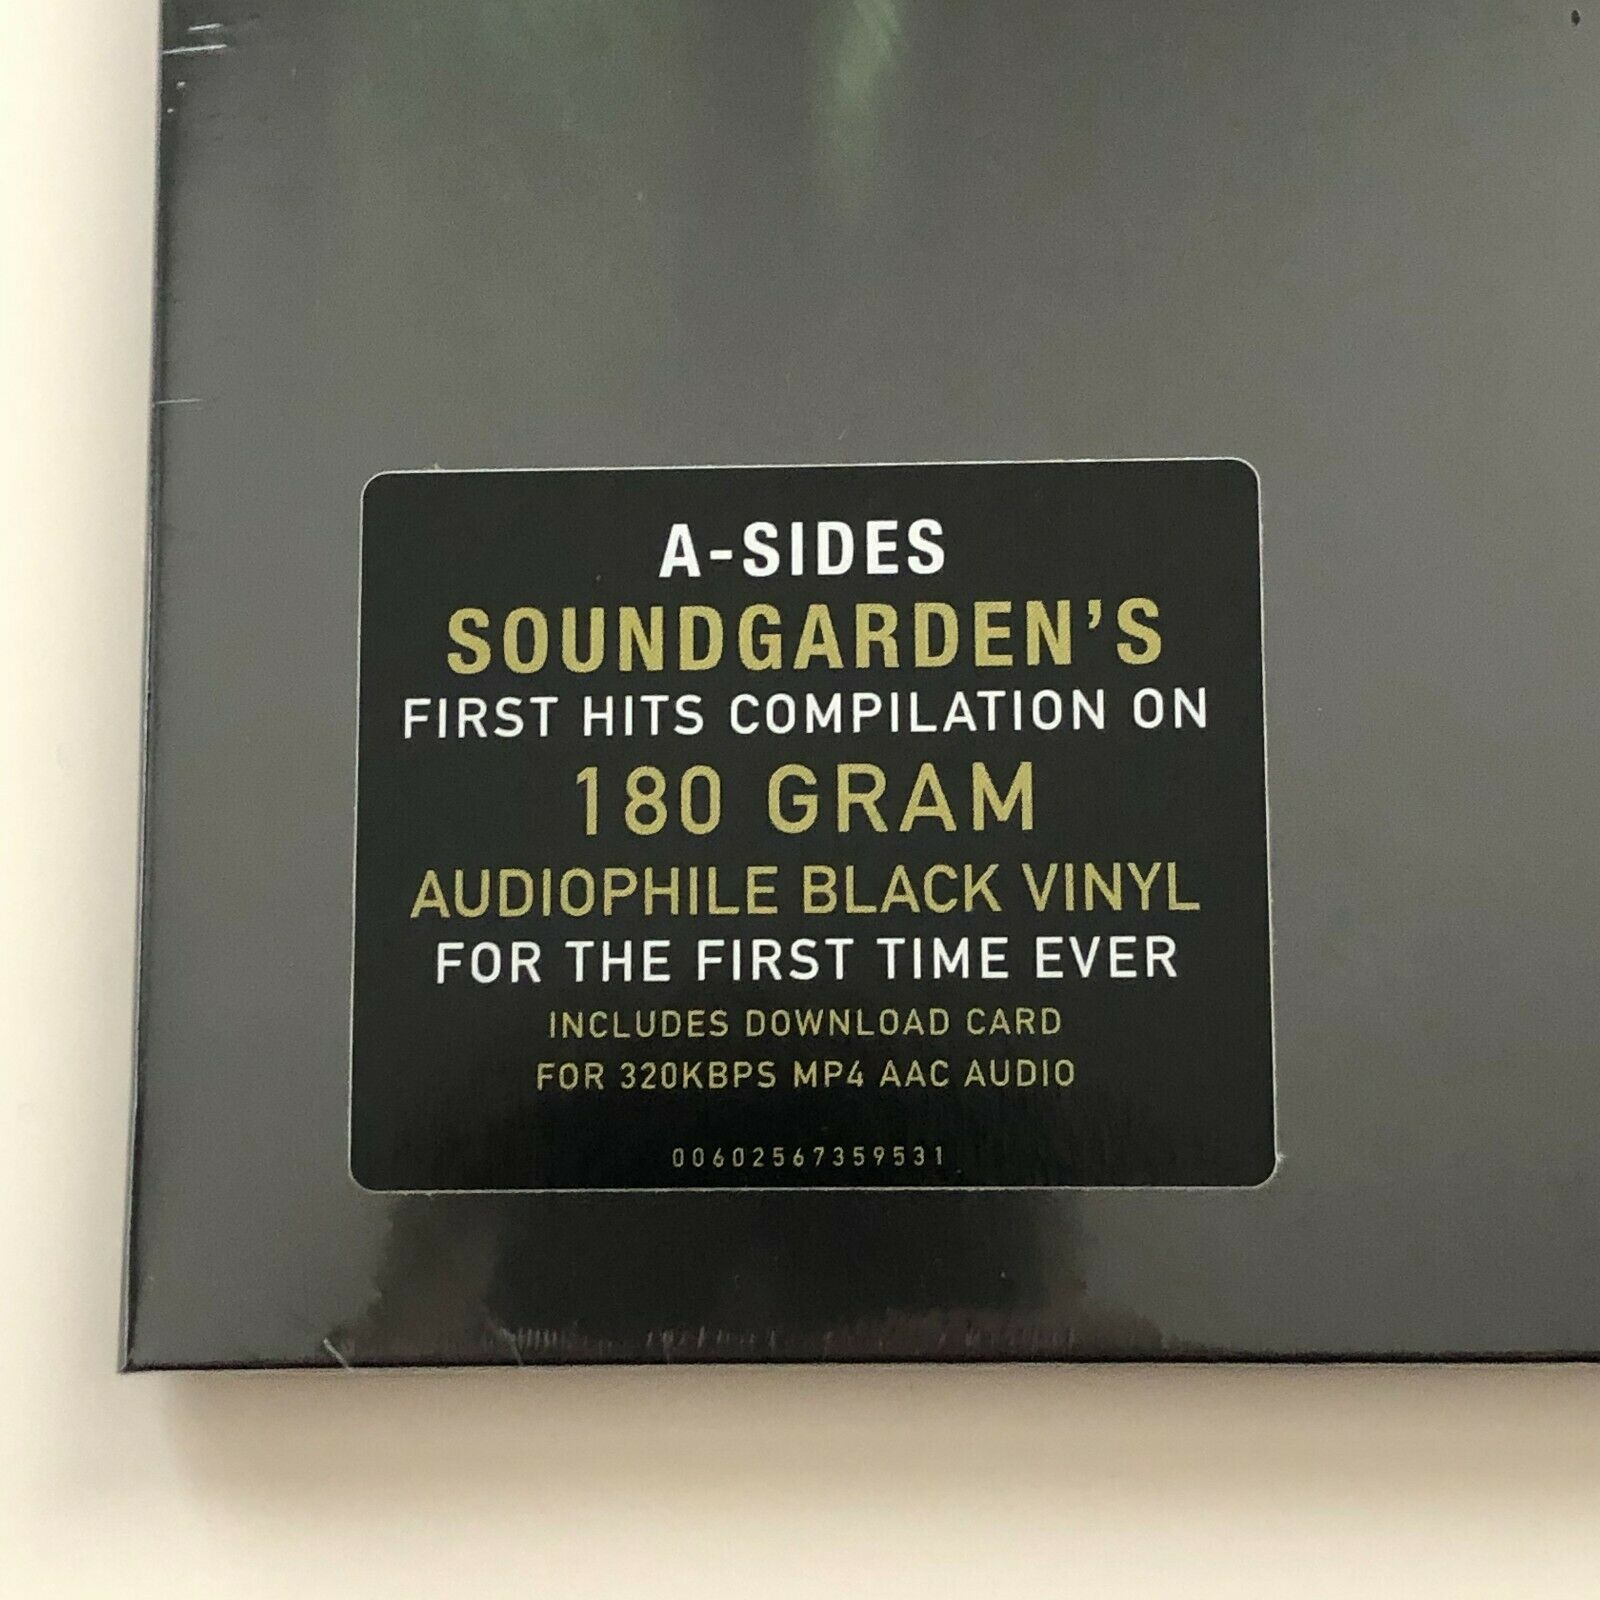 A-SIDES
SOUNDGARDEN'S
FIRST HITS COMPILATION ON
180 GRAM
AUDIOPHILE BLACK VINYL
FOR THE FIRST TIME EVER
INCLUDES DOWNLOAD CARD
FOR 320KBPS MP4 AAC AUDIO
00602567359531